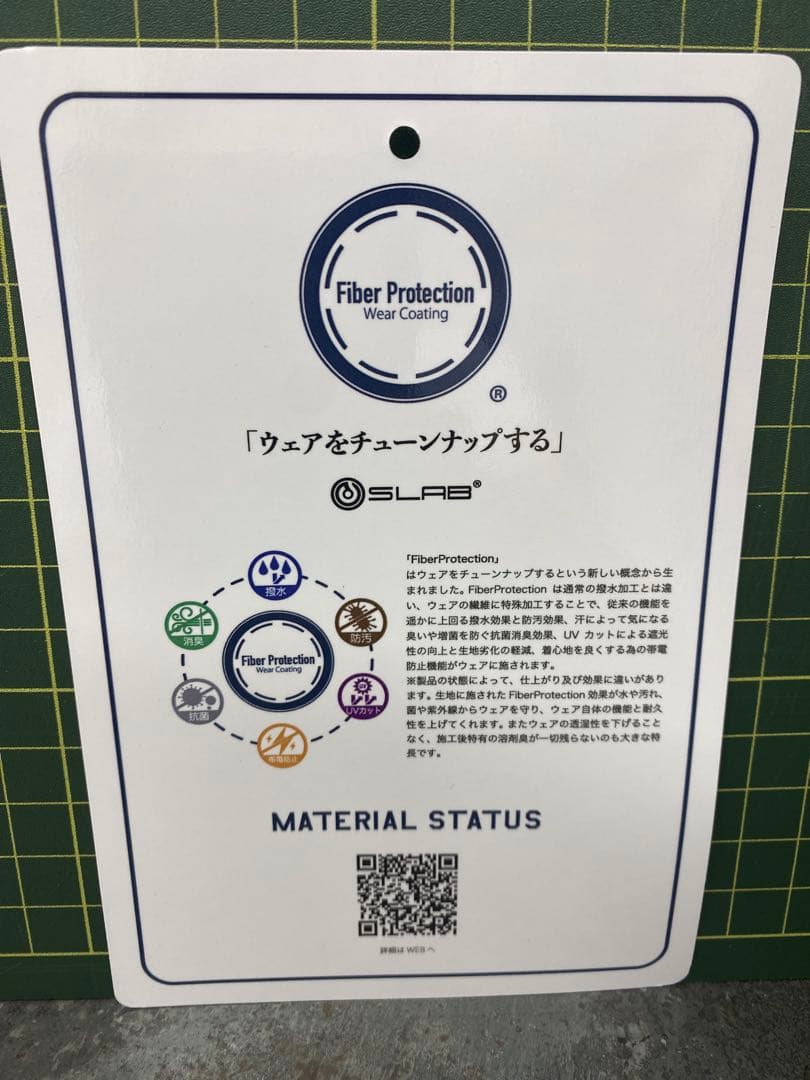 Fiber Protection
Wear Coating
®
「ウェアをチューンナップする」
SLAB®
「FiberProtection」
はウェアをチューンナップするという新しい概念から生
まれました。FiberProtection は通常の撥水加工とは違
い、ウェアの繊維に特殊加工することで、従来の機能を
遥かに上回る撥水効果と防汚効果、汗によって気になる
臭いや増菌を防ぐ抗菌消臭効果、UV カットによる遮光
性の向上と生地劣化の軽減、着心地を良くする為の帯電
防止機能がウェアに施されます。
※製品の状態によって、仕上がり及び効果に違いがあり
ます。生地に施された FiberProtection 効果が水や汚れ、
菌や紫外線からウェアを守り、ウェア自体の機能と耐久
性を上げてくれます。またウェアの透湿性を下げること
なく、施工後特有の溶剤臭が一切残らないのも大きな特
長です。
撥水
消臭
防汚
Fiber Protection
Wear Coating
抗菌
UVカット
帯電防止
MATERIAL STATUS
詳細は WEB へ